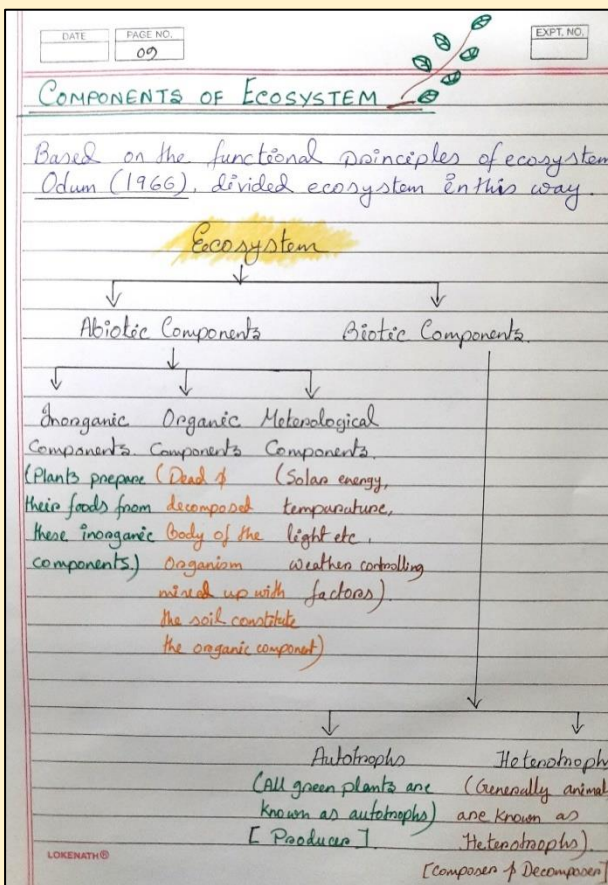 DATE
PAGE NO.
09
EXPT. NO.
COMPONENTS OF ECOSYSTEM
Based on the functional principles of ecosystem
Odum (1966), divided ecosystem in this way.
Ecosystem
Abiotic Components
Biotic Components.
Inorganic Components. (Plants prepare their foods from these inorganic components.)
Organic Components (Dead & decomposed body of the Organism mixed up with the soil constitute the organic component)
Meterological Components. (Solar energy, tempurature, light etc, weather controlling factors).
Autotrophs
(All green plants are
known as autotrophs)
[Producer]
Heterotroph
(Generally animal
are known as
Heterotrophs).
[Composer & Decomposer]
LOKENATH®